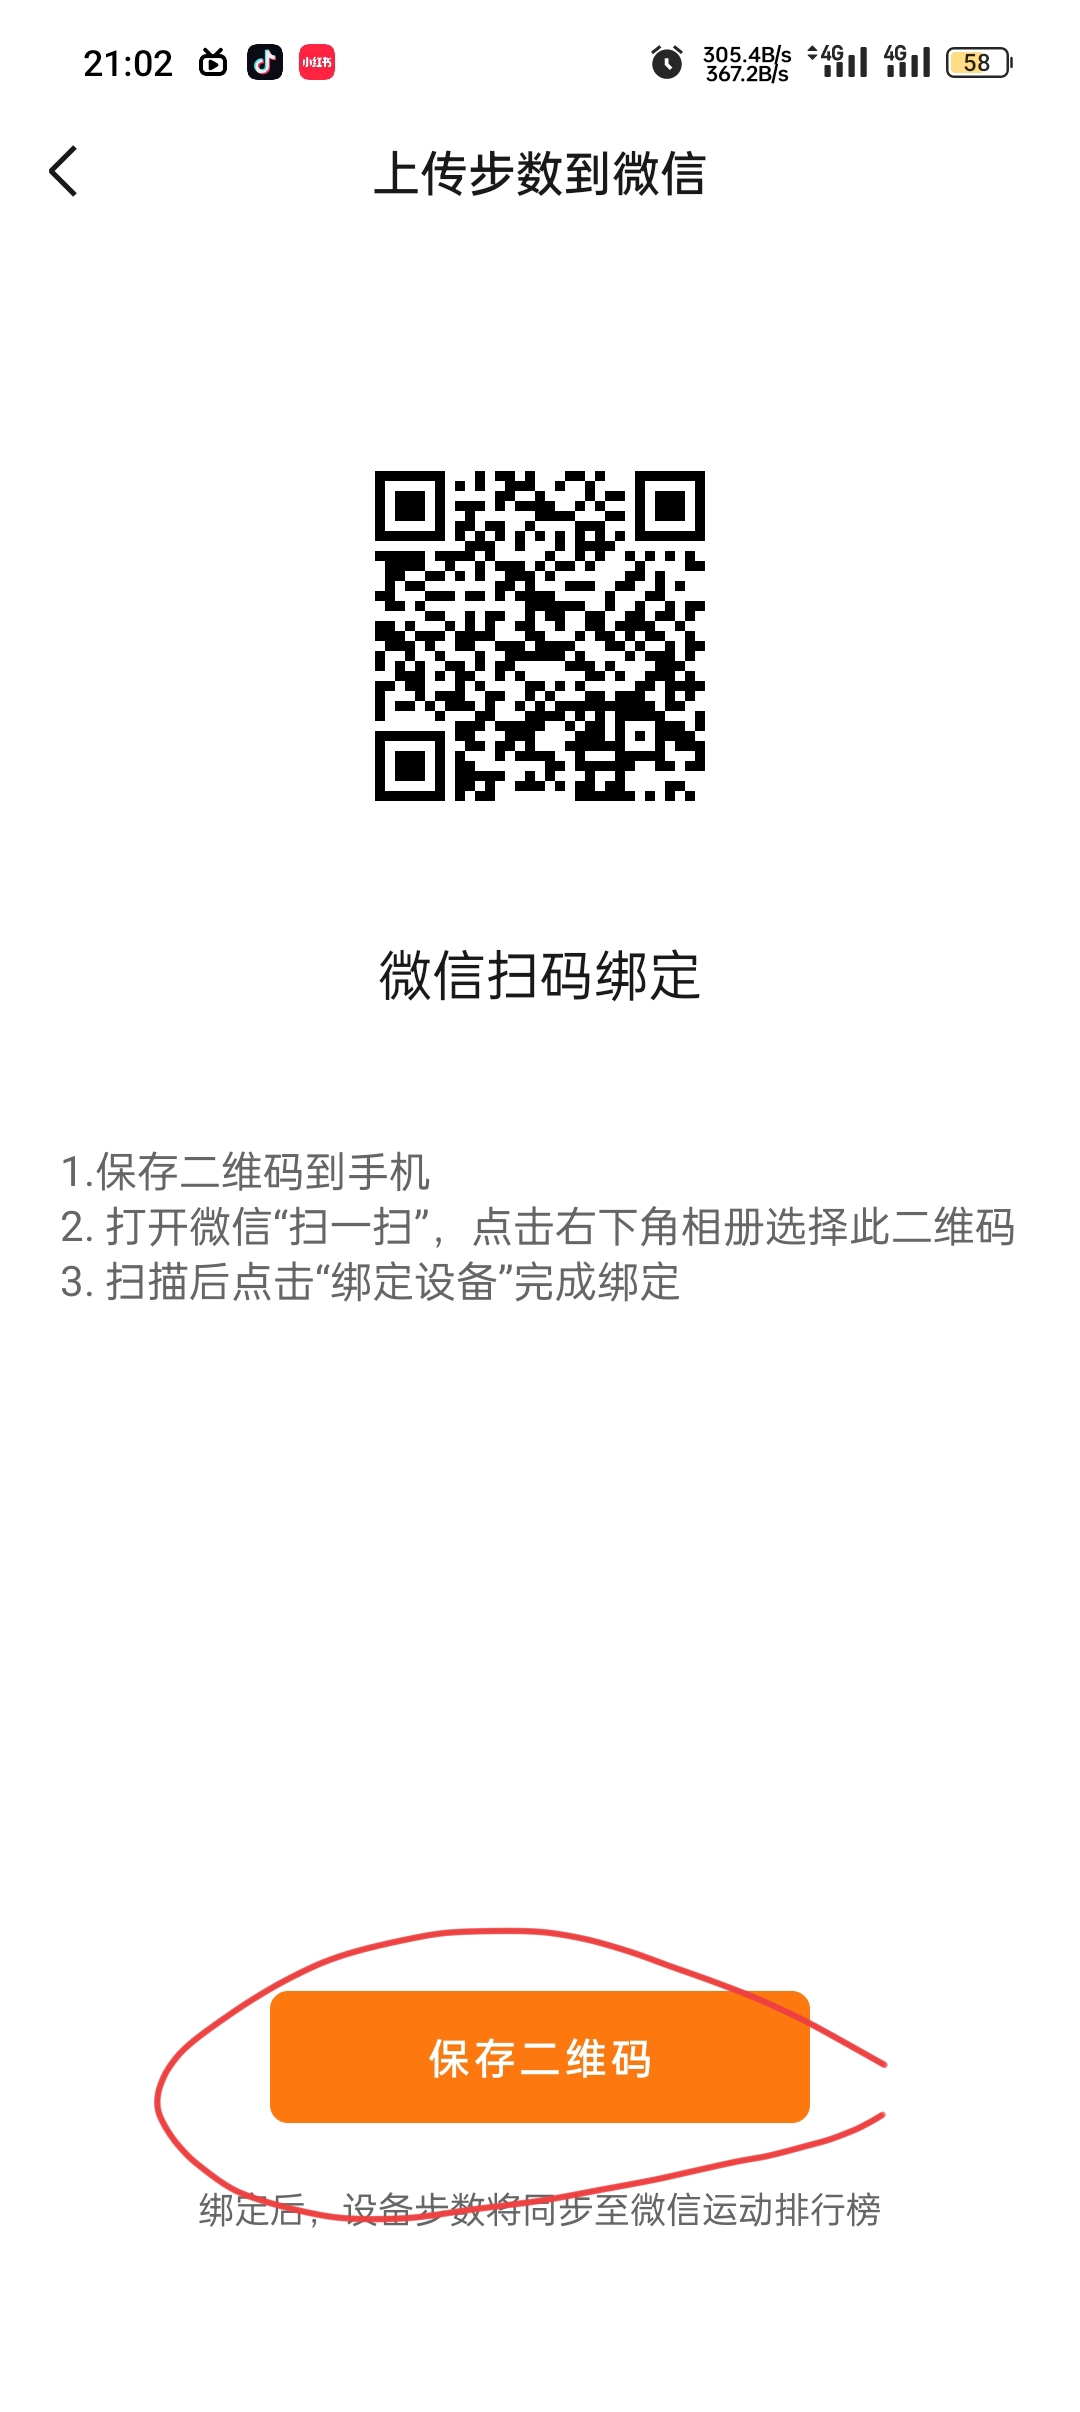 21:02
小红书
305.4B/s
367.2B/s
4G
4G
58
上传步数到微信
微信扫码绑定
1.保存二维码到手机
2. 打开微信“扫一扫”，点击右下角相册选择此二维码
3. 扫描后点击“绑定设备”完成绑定
保存二维码
绑定后，设备步数将同步至微信运动排行榜